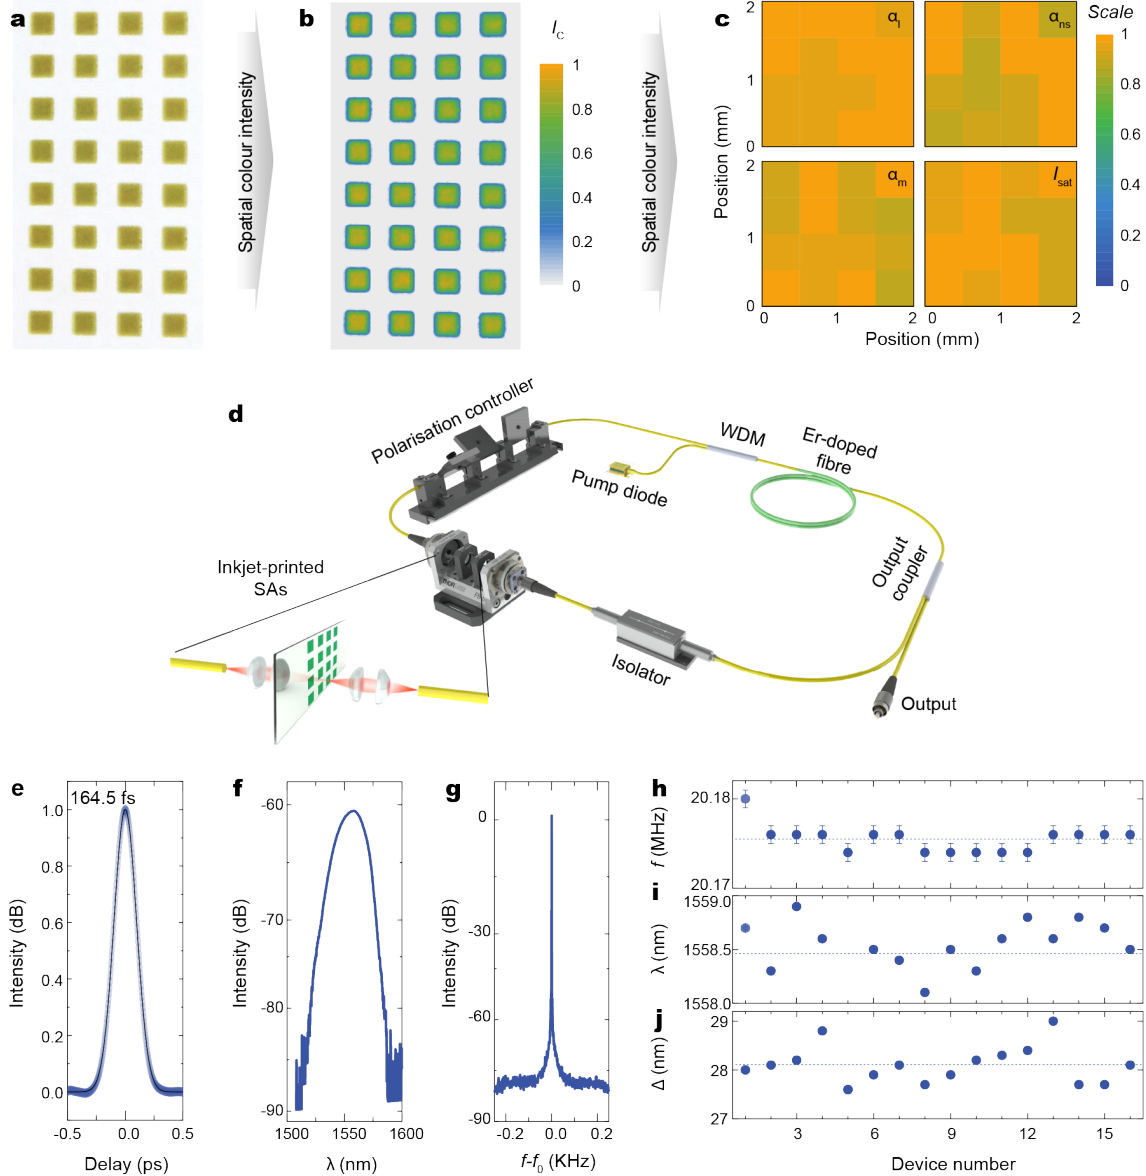 a
Spatial colour intensity
b
I_C
1
0.8
0.6
0.4
0.2
0
Spatial colour intensity
c
Scale
α_l
α_ns
α_m
I_sat
2
1
0
2
1
0
Position (mm)
0
1
2
0
1
2
Position (mm)
1
0.8
0.6
0.4
0.2
0
d
Polarisation controller
WDM
Er-doped
fibre
Pump diode
Output
coupler
Inkjet-printed
SAs
Isolator
Output
e
164.5 fs
1.0
0.8
0.6
0.4
0.2
0.0
Intensity (dB)
-0.5
0.0
0.5
Delay (ps)
f
-60
-70
-80
-90
Intensity (dB)
1500
1550
1600
λ (nm)
g
0
-30
-60
-90
Intensity (dB)
-0.2
0.0
0.2
f-f_0 (KHz)
h
20.18
20.17
f (MHz)
i
1559.0
1558.5
1558.0
λ (nm)
j
29
28
27
Δ (nm)
3
6
9
12
15
Device number